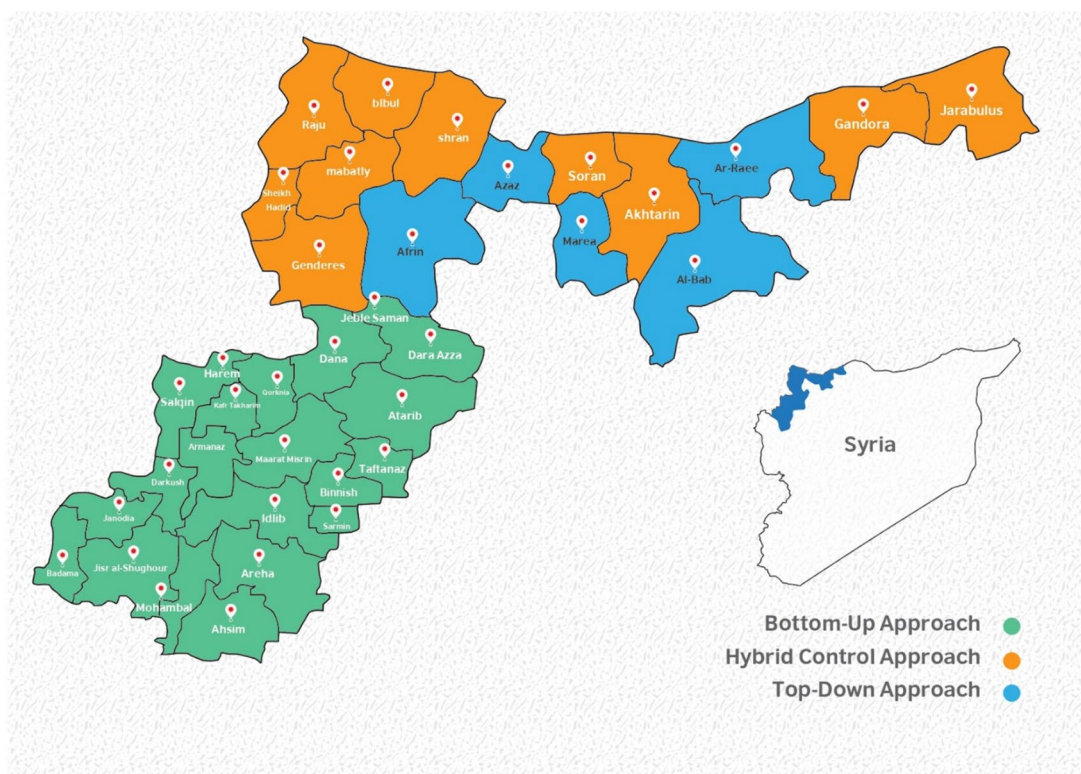 blbul
Raju
shran
mabatly
Sheikh
Hadid
Genderes
Afrin
Azaz
Soran
Marea
Akhtarin
Ar-Raee
Al-Bab
Gandora
Jarabulus
Jeble Saman
Dana
Dara Azza
Harem
Salqin
Gorknia
Kafr Takharim
Atarib
Armanaz
Maarat Misrin
Taftanaz
Darkush
Binnish
Janodia
Idlib
Sarmin
Badama
Jisr al-Shughour
Areha
Mohambal
Ahsim
Syria
Bottom-Up Approach
Hybrid Control Approach
Top-Down Approach